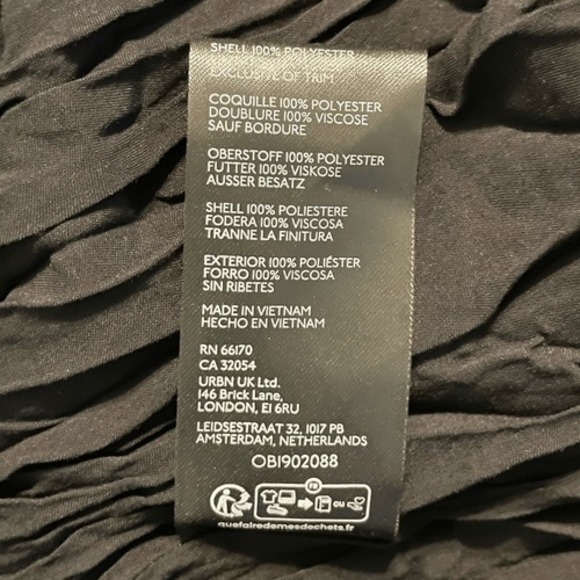 SHELL 100% POLYESTER
EXCLUSIVE OF TRIM
COQUILLE 100% POLYESTER
DOUBLURE 100% VISCOSE
SAUF BORDURE
OBERSTOFF 100% POLYESTER
FUTTER 100% VISKOSE
AUSSER BESATZ
SHELL 100% POLIESTERE
FODERA 100% VISCOSA
TRANNE LA FINITURA
EXTERIOR 100% POLIÉSTER
FORRO 100% VISCOSA
SIN RIBETES
MADE IN VIETNAM
HECHO EN VIETNAM
RN 66170
CA 32054
URBN UK Ltd.
146 Brick Lane,
LONDON, E1 6RU
LEIDSESTRAAT 32, 1017 PB
AMSTERDAM, NETHERLANDS
OB1902088
FR
ou
quefairedemesdechets.fr